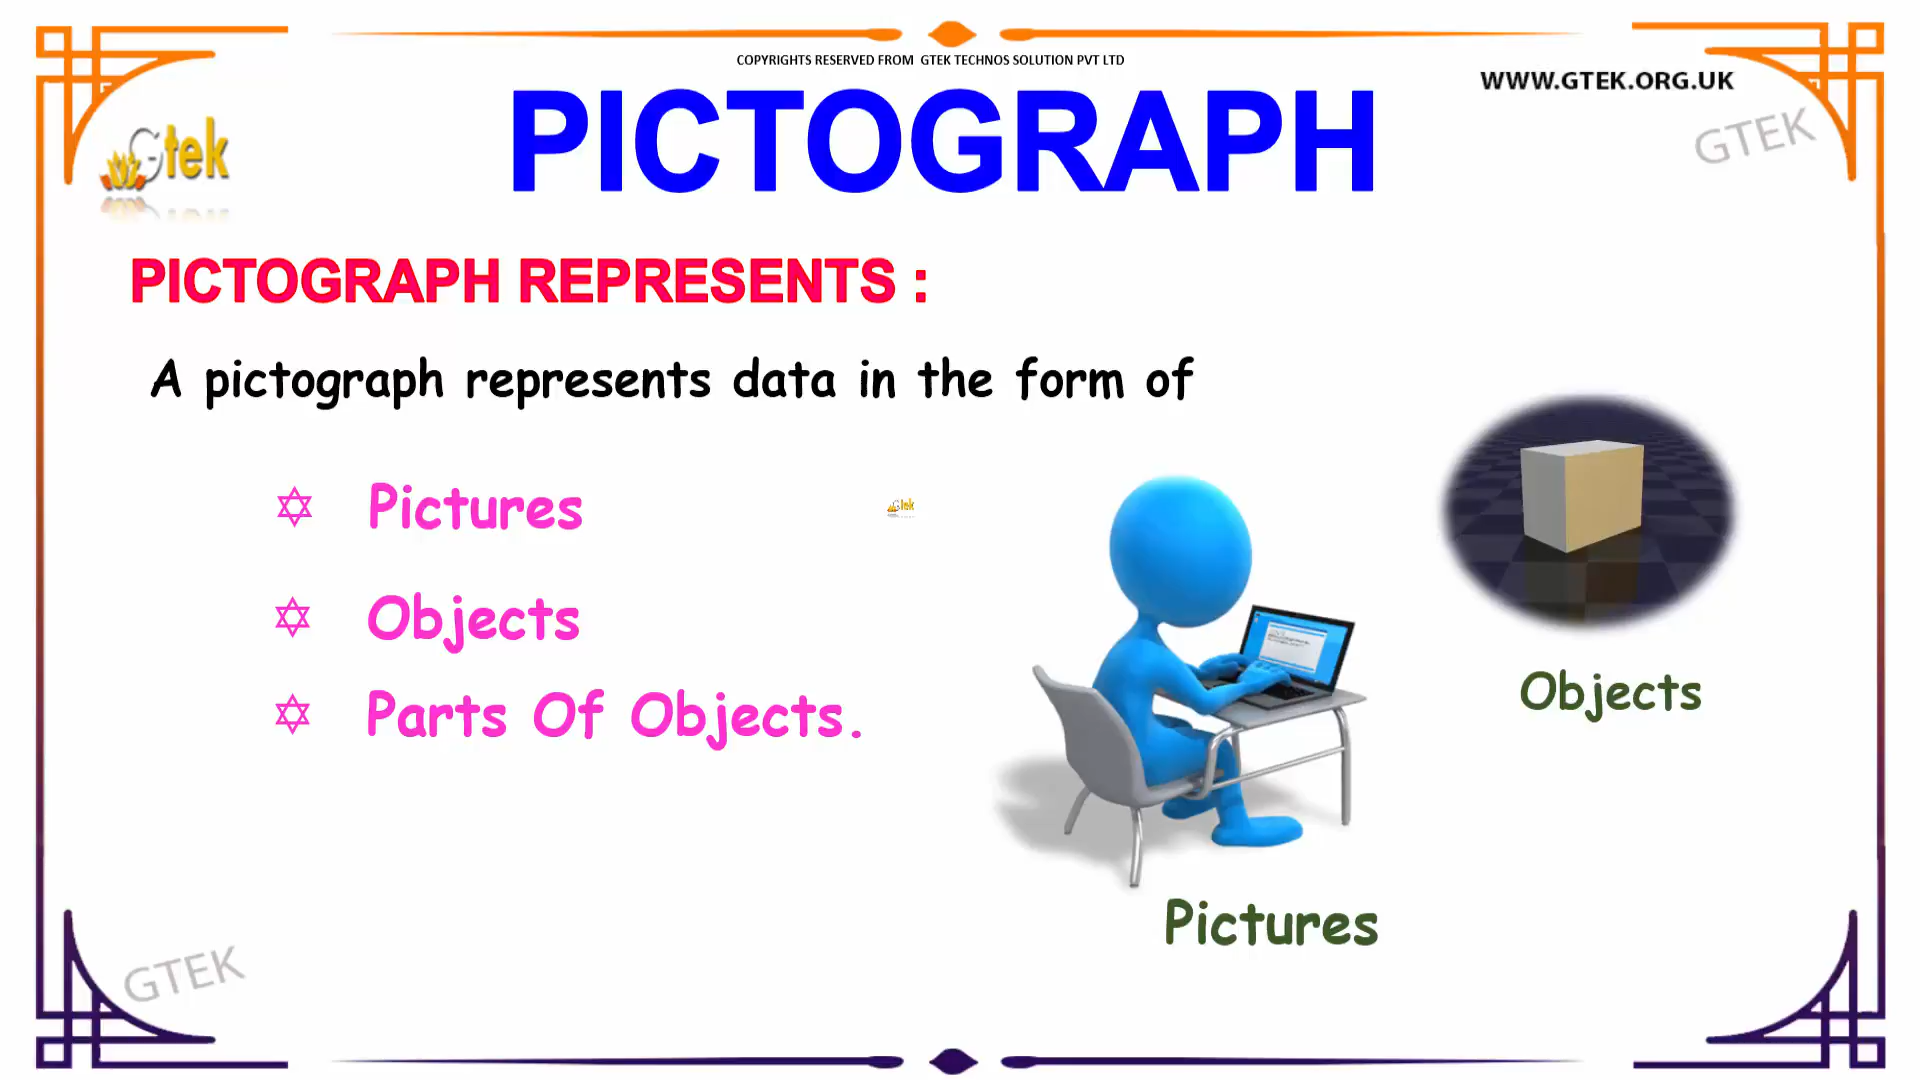 COPYRIGHTS RESERVED FROM GTEK TECHNOS SOLUTION PVT LTD
WWW.GTEK.ORG.UK
PICTOGRAPH
GTEK
Gtek
PICTOGRAPH REPRESENTS :
A pictograph represents data in the form of
✡ Pictures
Gtek
✡ Objects
✡ Parts Of Objects.
Objects
Pictures
GTEK